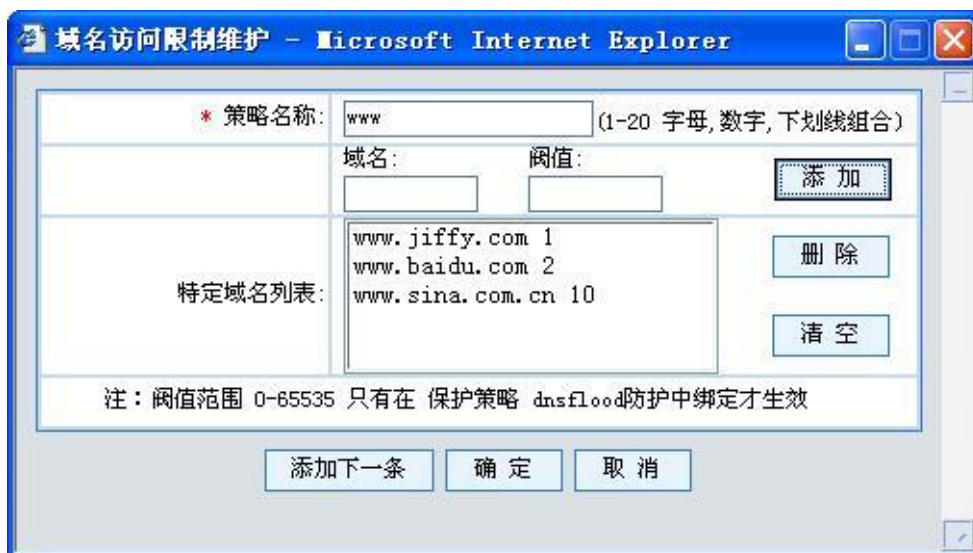 域名访问限制维护 - Microsoft Internet Explorer
* 策略名称: www (1-20 字母,数字,下划线组合)
域名: 阀值: 添 加
特定域名列表: www.jiffy.com 1
www.baidu.com 2
www.sina.com.cn 10
删 除
清 空
注：阀值范围 0-65535 只有在 保护策略 dnsflood防护中绑定才生效
添加下一条 确 定 取 消